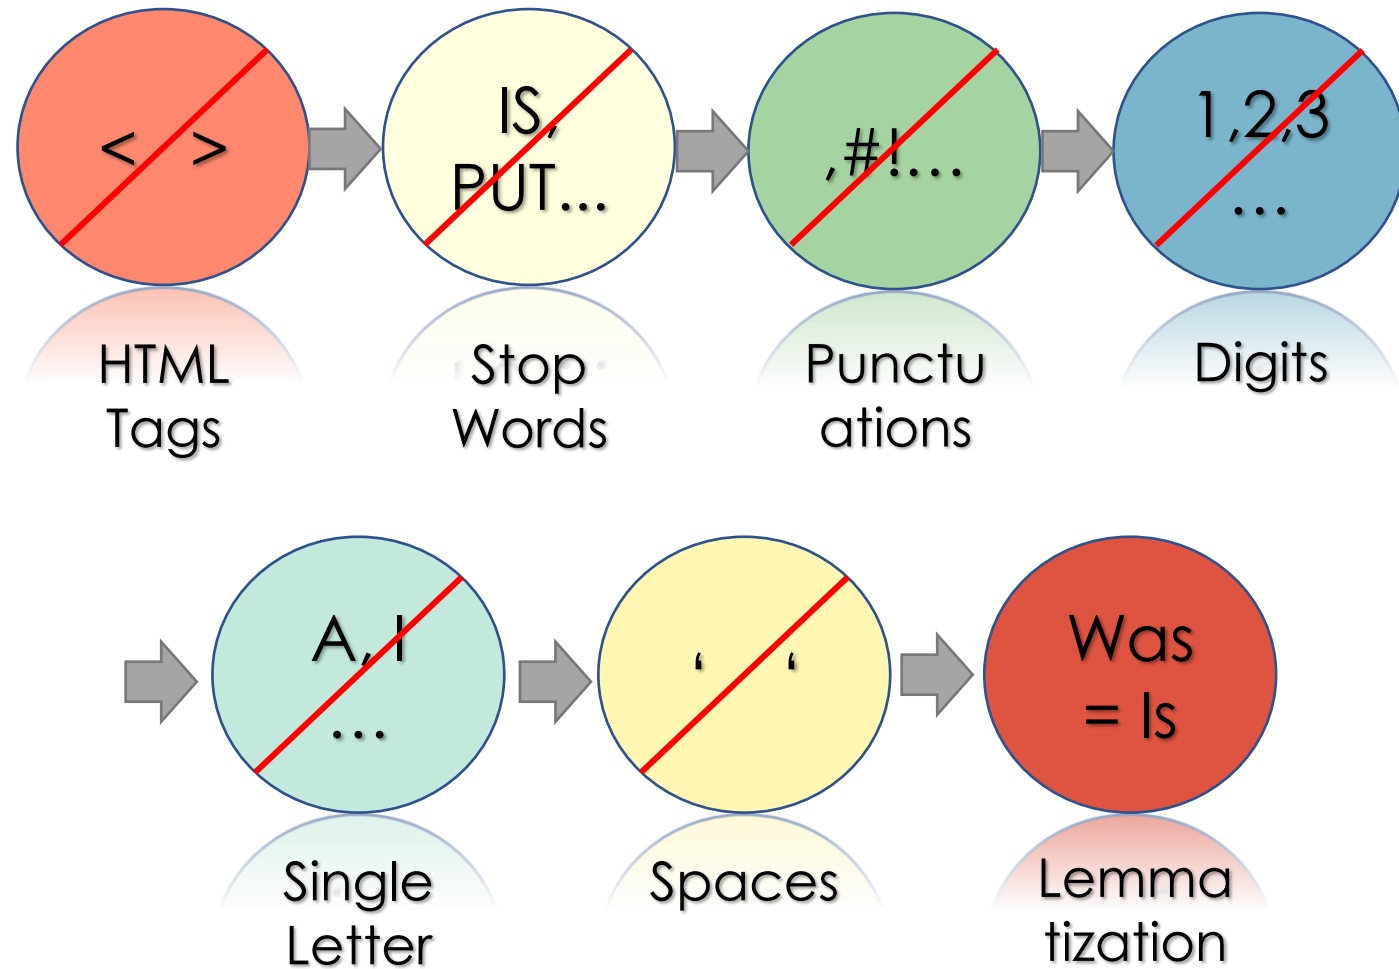 < >
IS,
PUT...
,#!...
1,2,3
...
HTML
Tags
Stop
Words
Punctu
ations
Digits
A, I
...
‘ ‘
Was
= Is
Single
Letter
Spaces
Lemma
tization